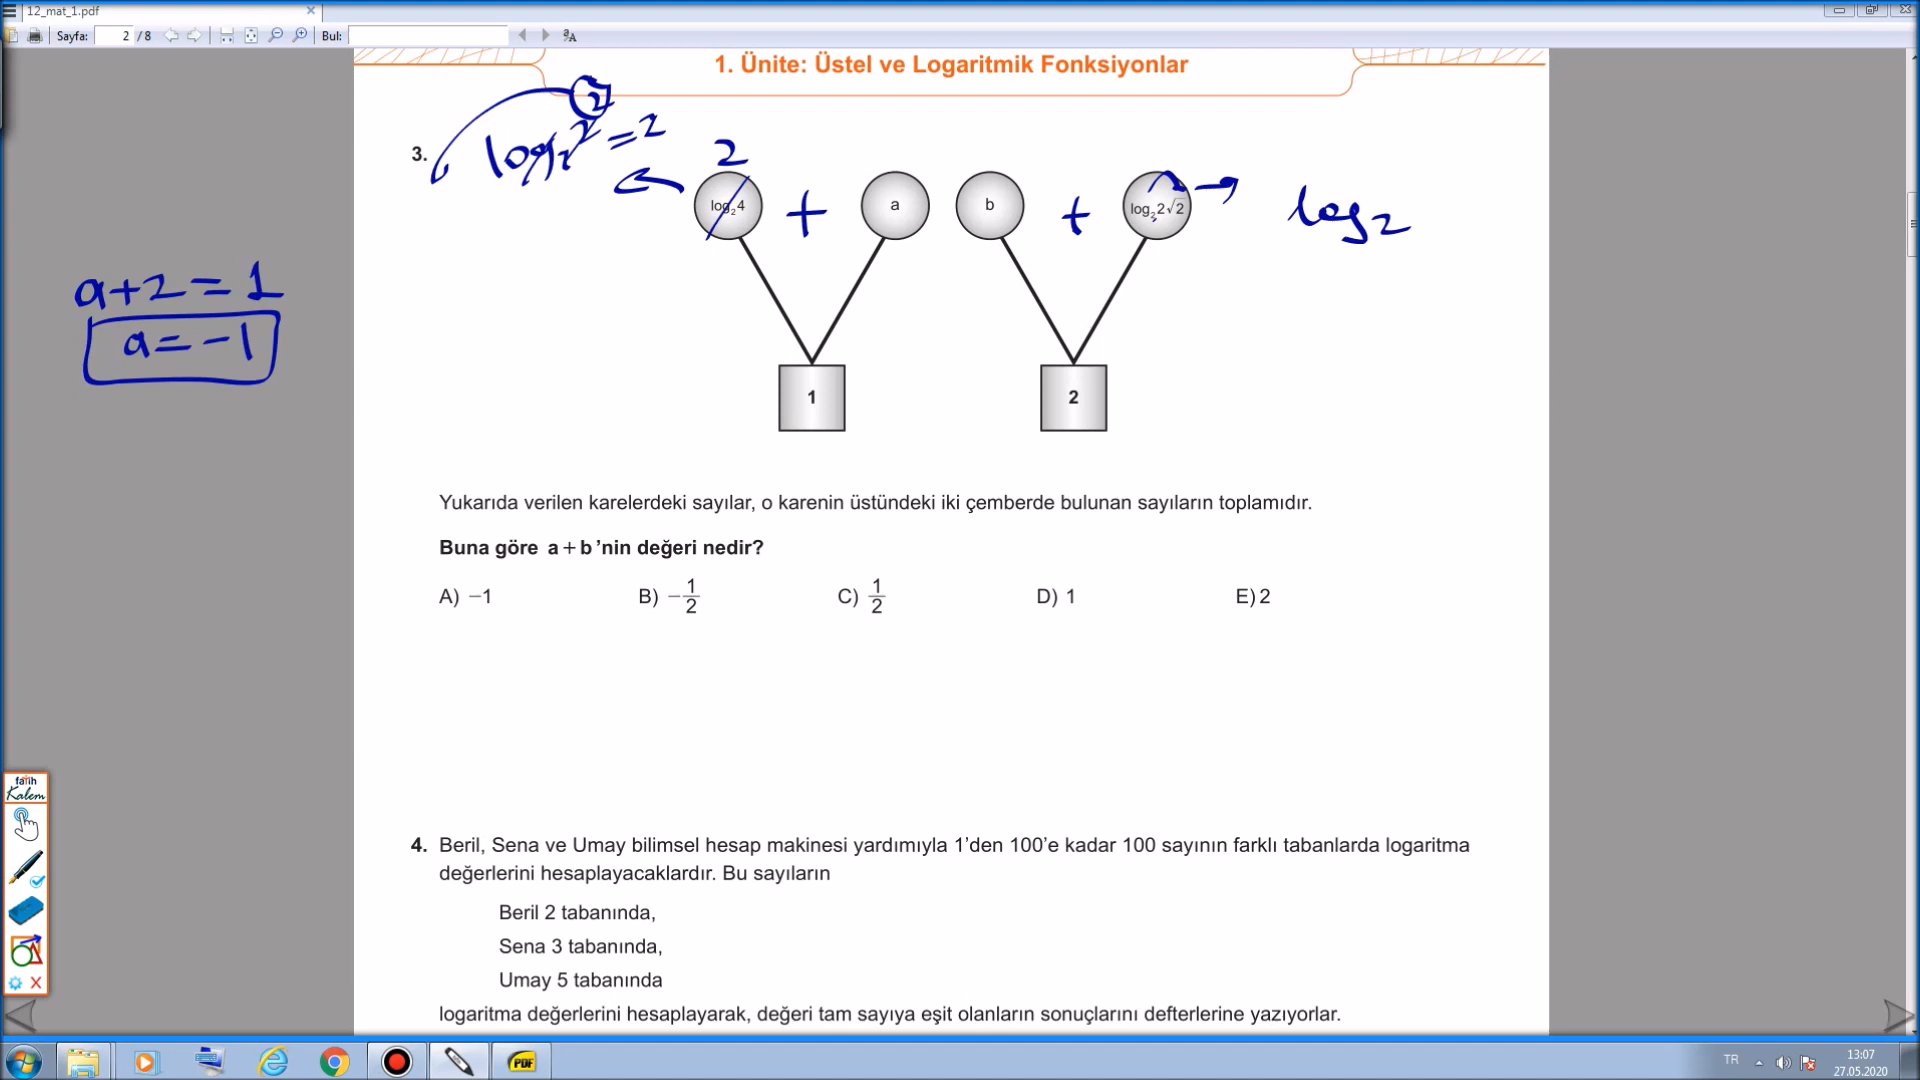 12_mat_1.pdf
Sayfa: 2 / 8 Bul:
1. Ünite: Üstel ve Logaritmik Fonksiyonlar
log₂2² = 2
2
3.
log₂4 + a b + log₂2√2 → log₂
a+2=1
a=-1
1 2
Yukarıda verilen karelerdeki sayılar, o karenin üstündeki iki çemberde bulunan sayıların toplamıdır.
Buna göre a+b'nin değeri nedir?
A) −1 B) −1/2 C) 1/2 D) 1 E) 2
4. Beril, Sena ve Umay bilimsel hesap makinesi yardımıyla 1'den 100'e kadar 100 sayının farklı tabanlarda logaritma
değerlerini hesaplayacaklardır. Bu sayıların
Beril 2 tabanında,
Sena 3 tabanında,
Umay 5 tabanında
logaritma değerlerini hesaplayarak, değeri tam sayıya eşit olanların sonuçlarını defterlerine yazıyorlar.
fatih
Kalem
PDF
TR
13:07
27.05.2020